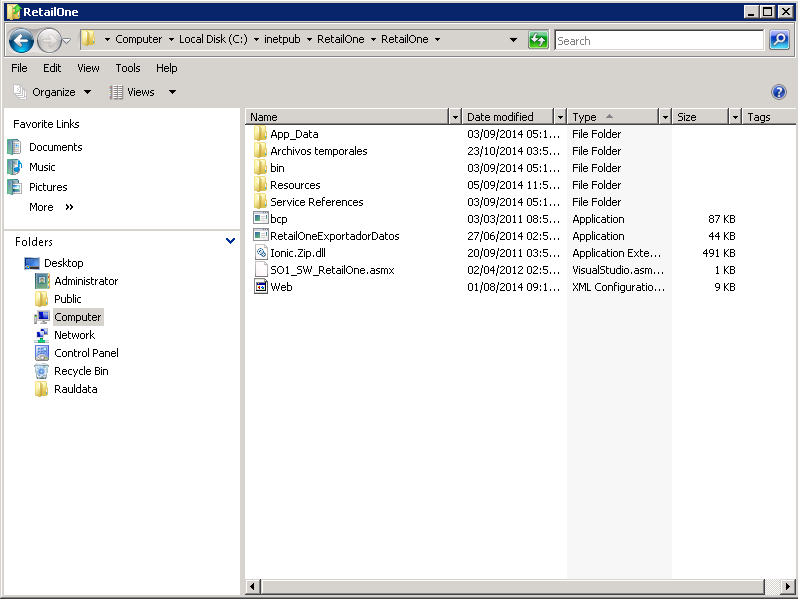 RetailOne
Computer Local Disk (C:) inetpub RetailOne RetailOne Search
File Edit View Tools Help
Organize Views
Favorite Links
Documents
Music
Pictures
More »
Folders
Desktop
Administrator
Public
Computer
Network
Control Panel
Recycle Bin
Rauldata
Name Date modified Type Size Tags
App_Data 03/09/2014 05:1... File Folder
Archivos temporales 23/10/2014 03:5... File Folder
bin 03/09/2014 05:1... File Folder
Resources 05/09/2014 11:5... File Folder
Service References 03/09/2014 05:1... File Folder
bcp 03/03/2011 08:5... Application 87 KB
RetailOneExportadorDatos 27/06/2014 02:5... Application 44 KB
Ionic.Zip.dll 20/09/2011 03:5... Application Exte... 491 KB
SO1_SW_RetailOne.asmx 02/04/2012 02:5... VisualStudio.asm... 1 KB
Web 01/08/2014 09:1... XML Configuratio... 9 KB